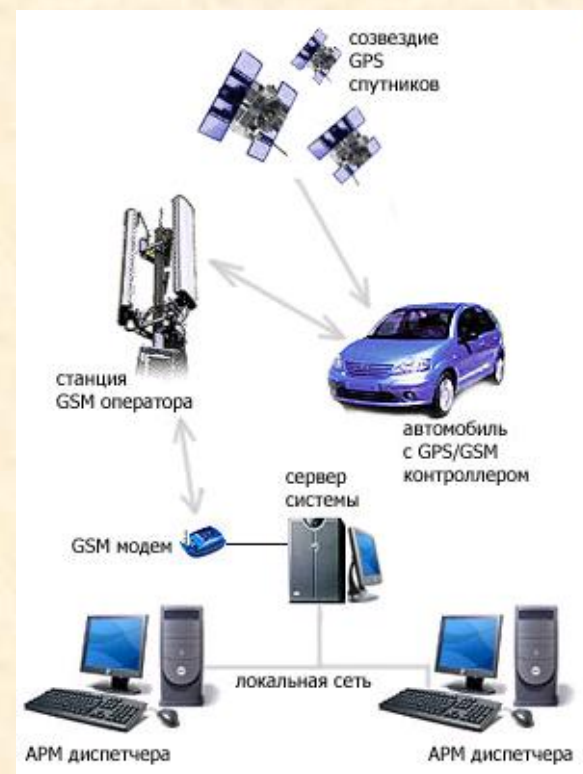 созвездие
GPS
спутников
станция
GSM оператора
автомобиль
с GPS/GSM
контроллером
сервер
системы
GSM модем
локальная сеть
АРМ диспетчера
АРМ диспетчера